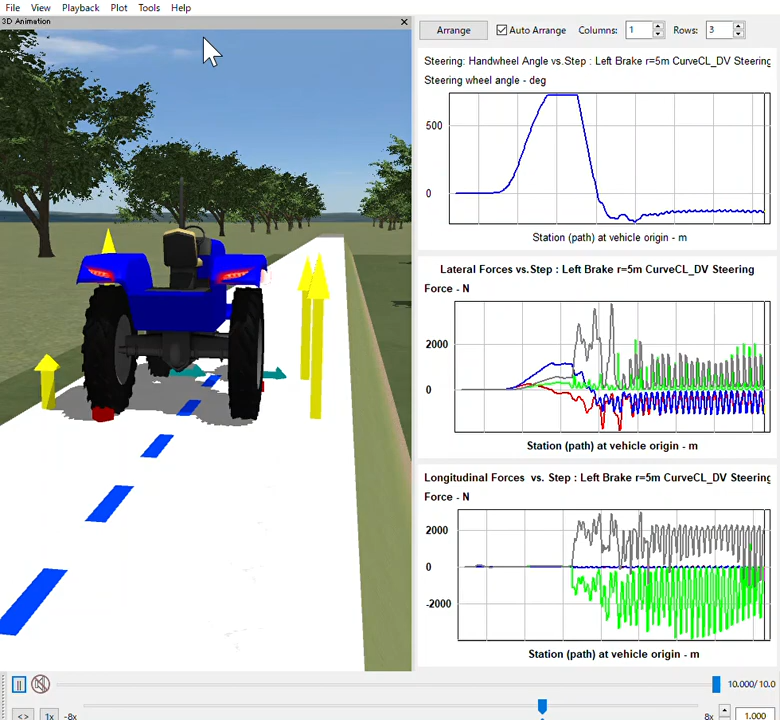 File View Playback Plot Tools Help
3D Animation
Arrange Auto Arrange Columns: 1 Rows: 3
Steering: Handwheel Angle vs.Step : Left Brake r=5m CurveCL_DV Steering
Steering wheel angle - deg
500
0
Station (path) at vehicle origin - m
Lateral Forces vs.Step : Left Brake r=5m CurveCL_DV Steering
Force - N
2000
0
Station (path) at vehicle origin - m
Longitudinal Forces vs. Step : Left Brake r=5m CurveCL_DV Steering
Force - N
2000
0
-2000
Station (path) at vehicle origin - m
10.000/10.0
<> 1x -8x 8x 1.000